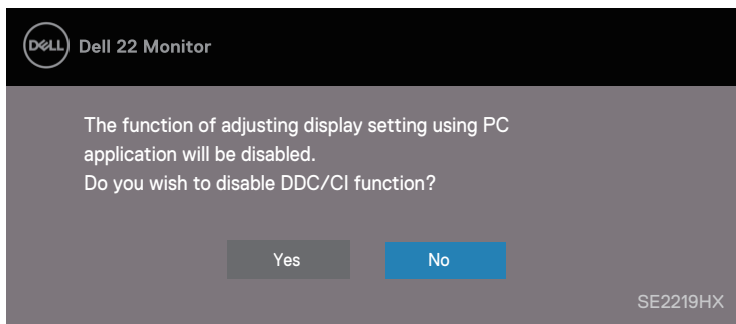 DELL Dell 22 Monitor
The function of adjusting display setting using PC
application will be disabled.
Do you wish to disable DDC/CI function?
Yes No
SE2219HX